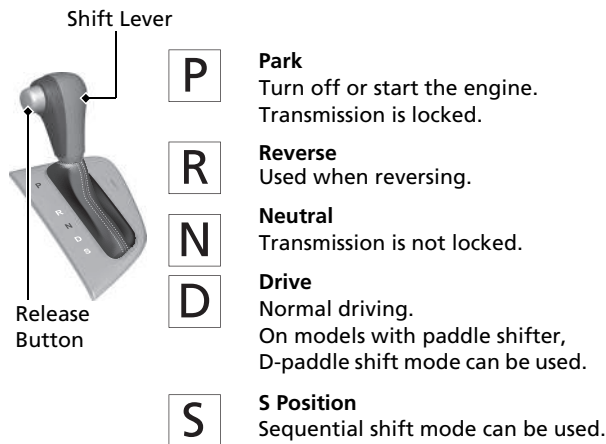 Shift Lever
P
Park
Turn off or start the engine.
Transmission is locked.
R
Reverse
Used when reversing.
N
Neutral
Transmission is not locked.
D
Drive
Normal driving.
On models with paddle shifter,
D-paddle shift mode can be used.
S
S Position
Sequential shift mode can be used.
P
R
N
D
S
Release
Button